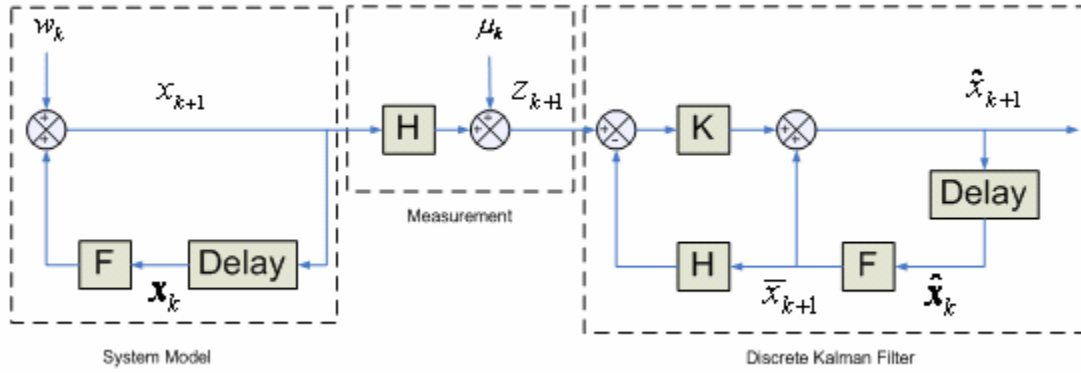 w_k
μ_k
x_{k+1}
z_{k+1}
x̂_{k+1}
+
+
H
+
+
+
-
K
+
+
Delay
Measurement
F
Delay
H
F
x_k
x̅_{k+1}
x̂_k
System Model
Discrete Kalman Filter